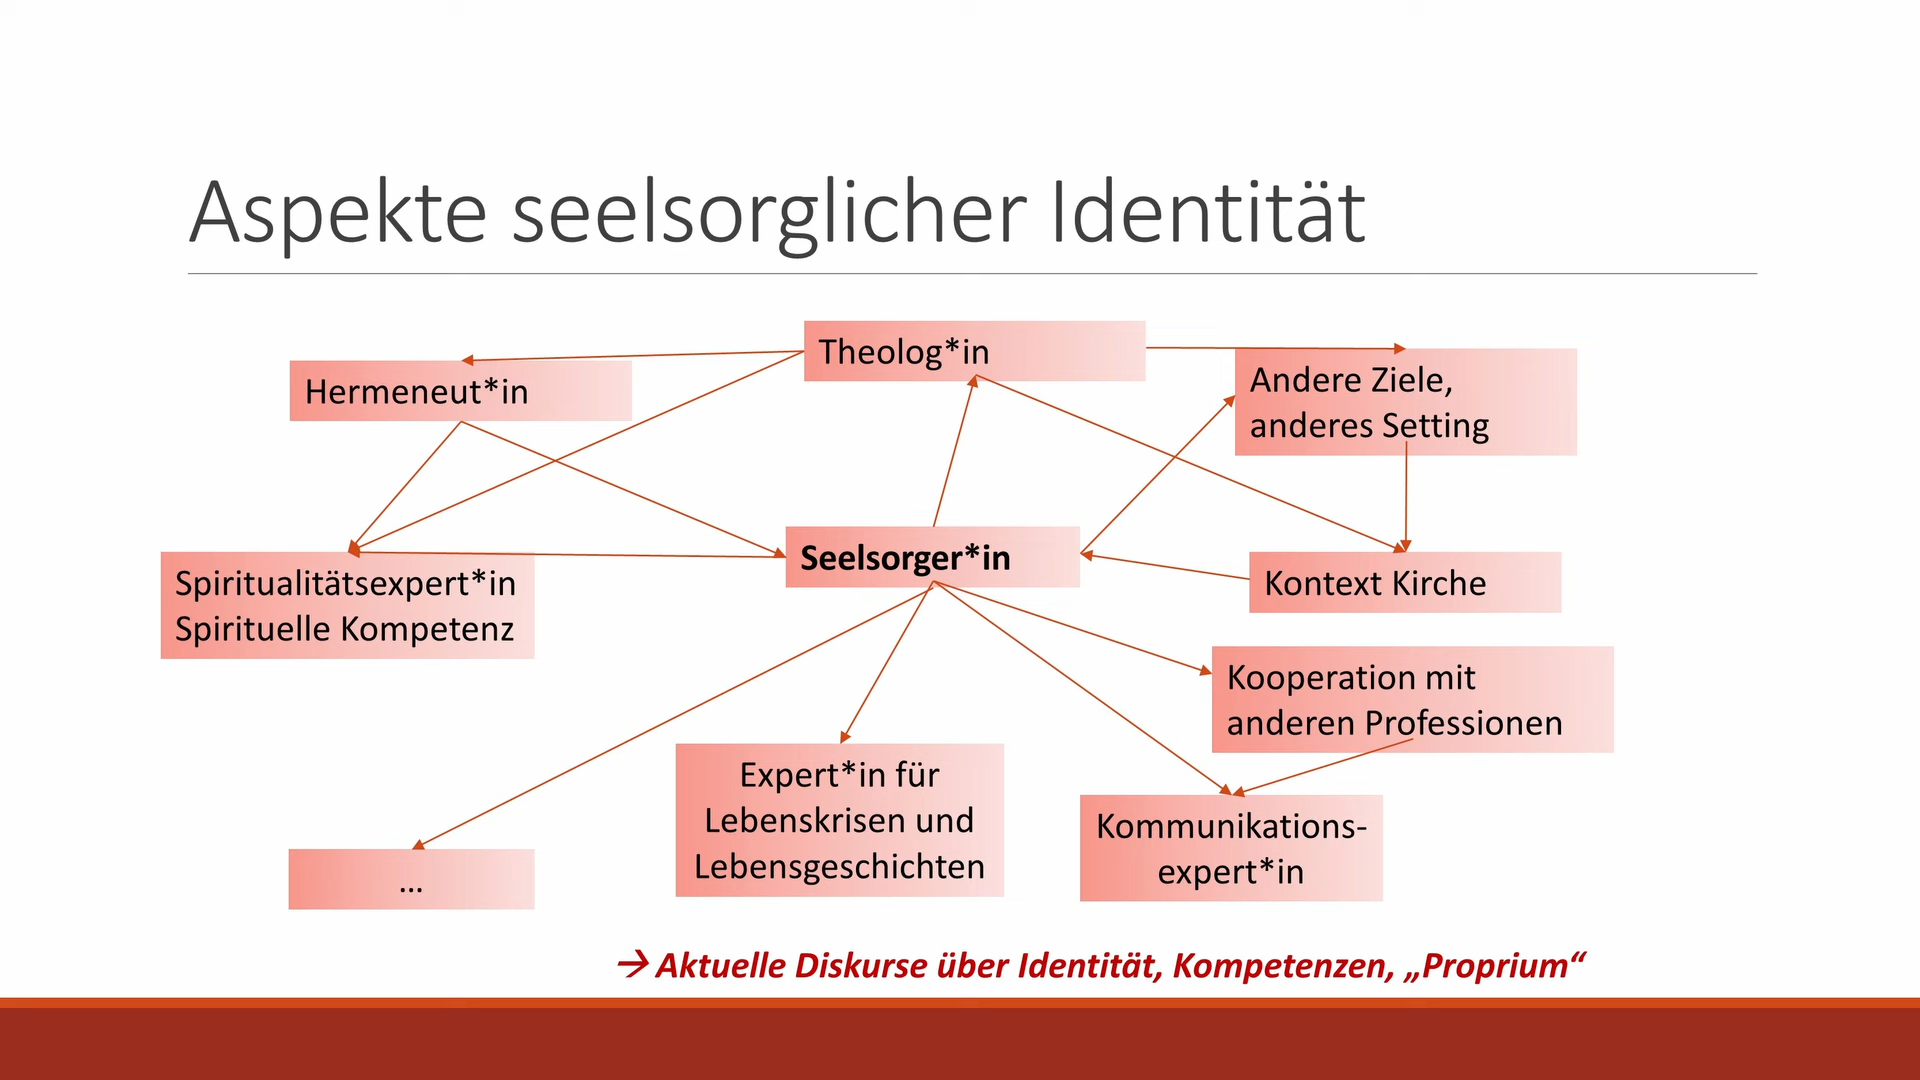 Aspekte seelsorglicher Identität
Theolog*in
Hermeneut*in
Andere Ziele,
anderes Setting
Seelsorger*in
Spiritualitätsexpert*in
Spirituelle Kompetenz
Kontext Kirche
Kooperation mit
anderen Professionen
Expert*in für
Lebenskrisen und
Lebensgeschichten
Kommunikations-
expert*in
...
→ Aktuelle Diskurse über Identität, Kompetenzen, „Proprium“